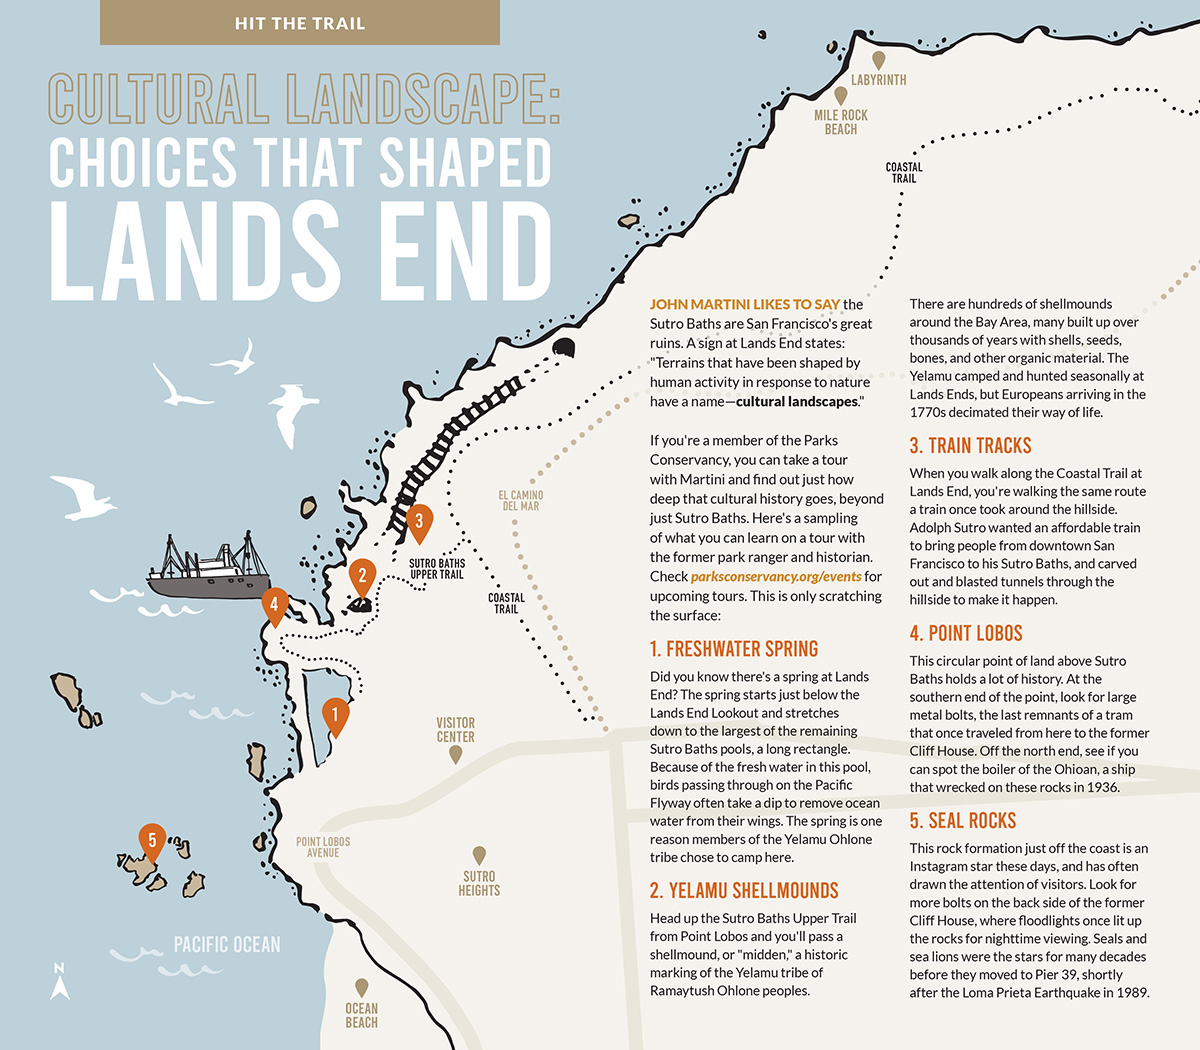 HIT THE TRAIL
CULTURAL LANDSCAPE:
CHOICES THAT SHAPED
LANDS END
LABYRINTH
MILE ROCK
BEACH
COASTAL
TRAIL
EL CAMINO
DEL MAR
3
SUTRO BATHS
UPPER TRAIL
2
4
COASTAL
TRAIL
1
VISITOR
CENTER
5
POINT LOBOS
AVENUE
SUTRO
HEIGHTS
PACIFIC OCEAN
N
OCEAN
BEACH
JOHN MARTINI LIKES TO SAY the
Sutro Baths are San Francisco's great
ruins. A sign at Lands End states:
"Terrains that have been shaped by
human activity in response to nature
have a name—cultural landscapes."
If you're a member of the Parks
Conservancy, you can take a tour
with Martini and find out just how
deep that cultural history goes, beyond
just Sutro Baths. Here's a sampling
of what you can learn on a tour with
the former park ranger and historian.
Check parksconservancy.org/events for
upcoming tours. This is only scratching
the surface:
1. FRESHWATER SPRING
Did you know there's a spring at Lands
End? The spring starts just below the
Lands End Lookout and stretches
down to the largest of the remaining
Sutro Baths pools, a long rectangle.
Because of the fresh water in this pool,
birds passing through on the Pacific
Flyway often take a dip to remove ocean
water from their wings. The spring is one
reason members of the Yelamu Ohlone
tribe chose to camp here.
2. YELAMU SHELLMOUNDS
Head up the Sutro Baths Upper Trail
from Point Lobos and you'll pass a
shellmound, or "midden," a historic
marking of the Yelamu tribe of
Ramaytush Ohlone peoples.
There are hundreds of shellmounds
around the Bay Area, many built up over
thousands of years with shells, seeds,
bones, and other organic material. The
Yelamu camped and hunted seasonally at
Lands Ends, but Europeans arriving in the
1770s decimated their way of life.
3. TRAIN TRACKS
When you walk along the Coastal Trail at
Lands End, you're walking the same route
a train once took around the hillside.
Adolph Sutro wanted an affordable train
to bring people from downtown San
Francisco to his Sutro Baths, and carved
out and blasted tunnels through the
hillside to make it happen.
4. POINT LOBOS
This circular point of land above Sutro
Baths holds a lot of history. At the
southern end of the point, look for large
metal bolts, the last remnants of a tram
that once traveled from here to the former
Cliff House. Off the north end, see if you
can spot the boiler of the Ohioan, a ship
that wrecked on these rocks in 1936.
5. SEAL ROCKS
This rock formation just off the coast is an
Instagram star these days, and has often
drawn the attention of visitors. Look for
more bolts on the back side of the former
Cliff House, where floodlights once lit up
the rocks for nighttime viewing. Seals and
sea lions were the stars for many decades
before they moved to Pier 39, shortly
after the Loma Prieta Earthquake in 1989.